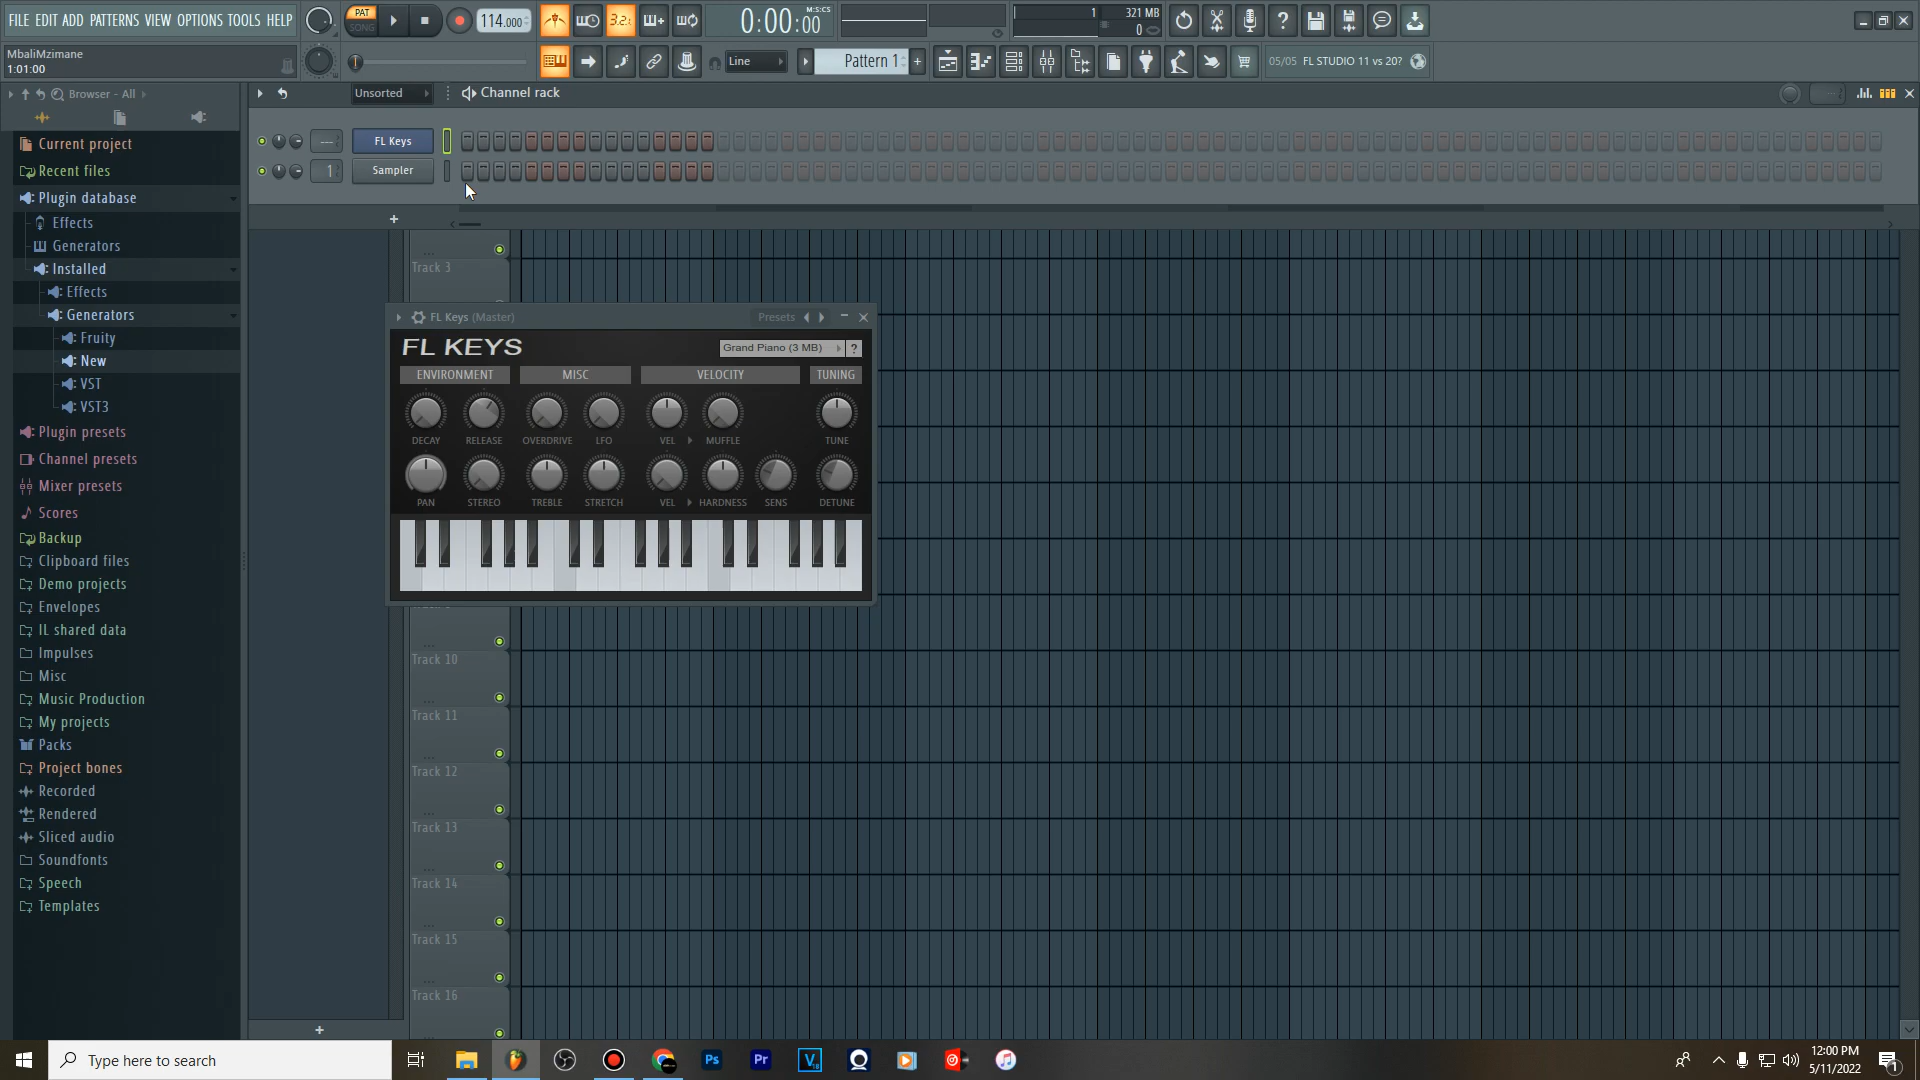 FILE EDIT ADD PATTERNS VIEW OPTIONS TOOLS HELP
PAT
SONG
114.000
3.2.
0:00:00
M:S:CS
1
321 MB
0
MbaliMzimane
1:01:00
Line
Pattern 1
+
05/05 FL STUDIO 11 vs 20?
Browser - All
Unsorted
Channel rack
Current project
Recent files
Plugin database
Effects
Generators
Installed
Effects
Generators
Fruity
New
VST
VST3
Plugin presets
Channel presets
Mixer presets
Scores
Backup
Clipboard files
Demo projects
Envelopes
IL shared data
Impulses
Misc
Music Production
My projects
Packs
Project bones
Recorded
Rendered
Sliced audio
Soundfonts
Speech
Templates
---
FL Keys
1
Sampler
+
Track 3
FL Keys (Master)
Presets
FL KEYS
Grand Piano (3 MB)
?
ENVIRONMENT
MISC
VELOCITY
TUNING
DECAY
RELEASE
OVERDRIVE
LFO
VEL
MUFFLE
TUNE
PAN
STEREO
TREBLE
STRETCH
VEL
HARDNESS
SENS
DETUNE
Track 10
Track 11
Track 12
Track 13
Track 14
Track 15
Track 16
+
Type here to search
Ps
Pr
12:00 PM
5/11/2022
1